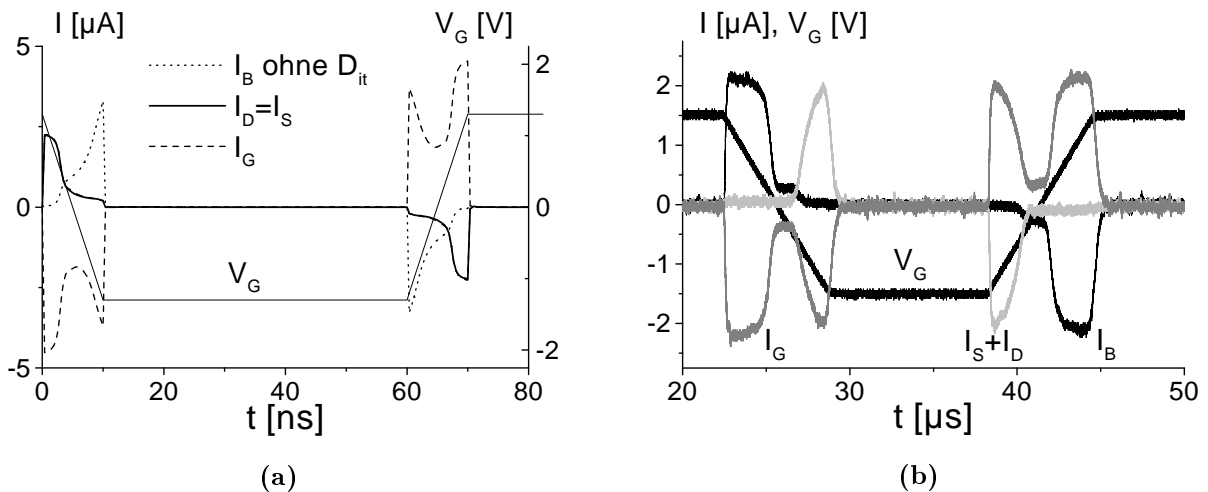 I [µA]
V_G [V]
5
0
-5
2
0
-2
I_B ohne D_it
I_D=I_S
I_G
V_G
0 20 40 60 80
t [ns]
(a)
I [µA], V_G [V]
2
1
0
-1
-2
V_G
I_G
I_S+I_D
I_B
20 30 40 50
t [µs]
(b)